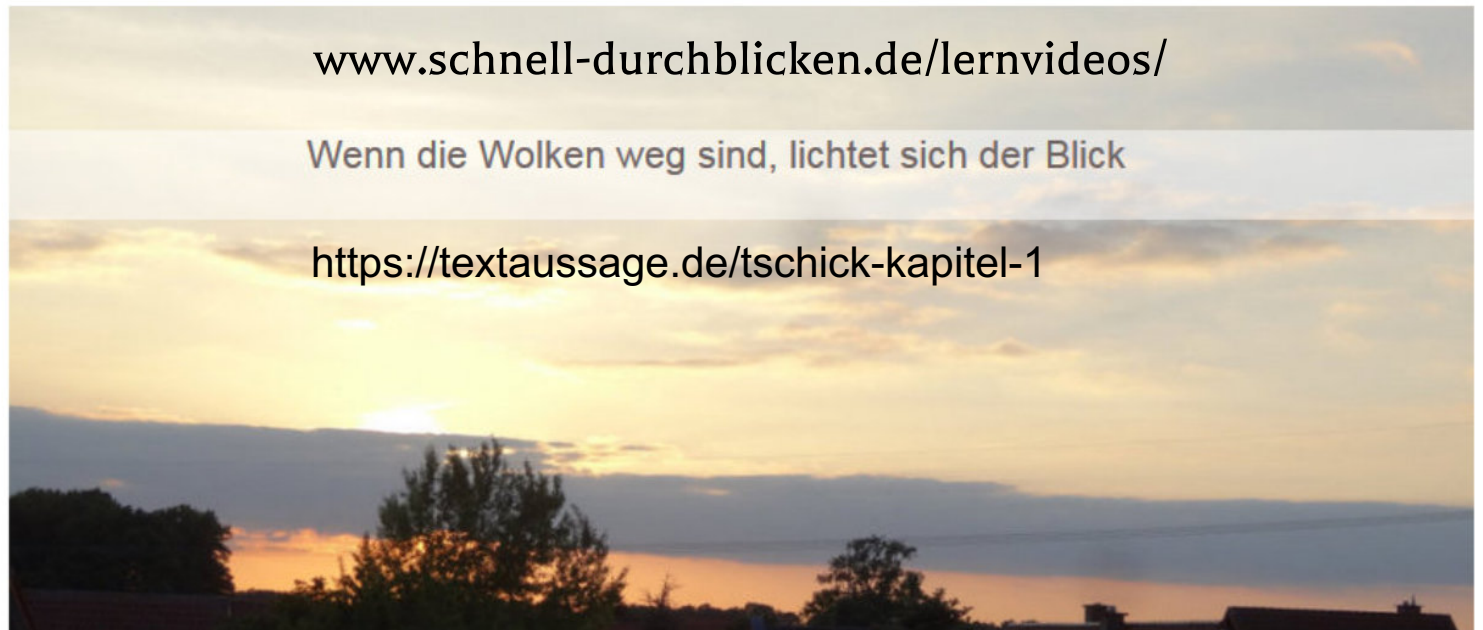 www.schnell-durchblicken.de/lernvideos/
Wenn die Wolken weg sind, lichtet sich der Blick
https://textaussage.de/tschick-kapitel-1